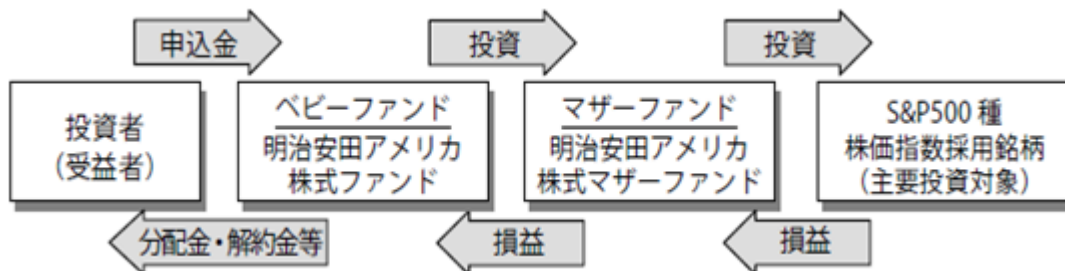 申込金
投資
投資
投資者
(受益者)
ベビーファンド
明治安田アメリカ
株式ファンド
マザーファンド
明治安田アメリカ
株式マザーファンド
S&P500 種
株価指数採用銘柄
(主要投資対象)
分配金・解約金等
損益
損益